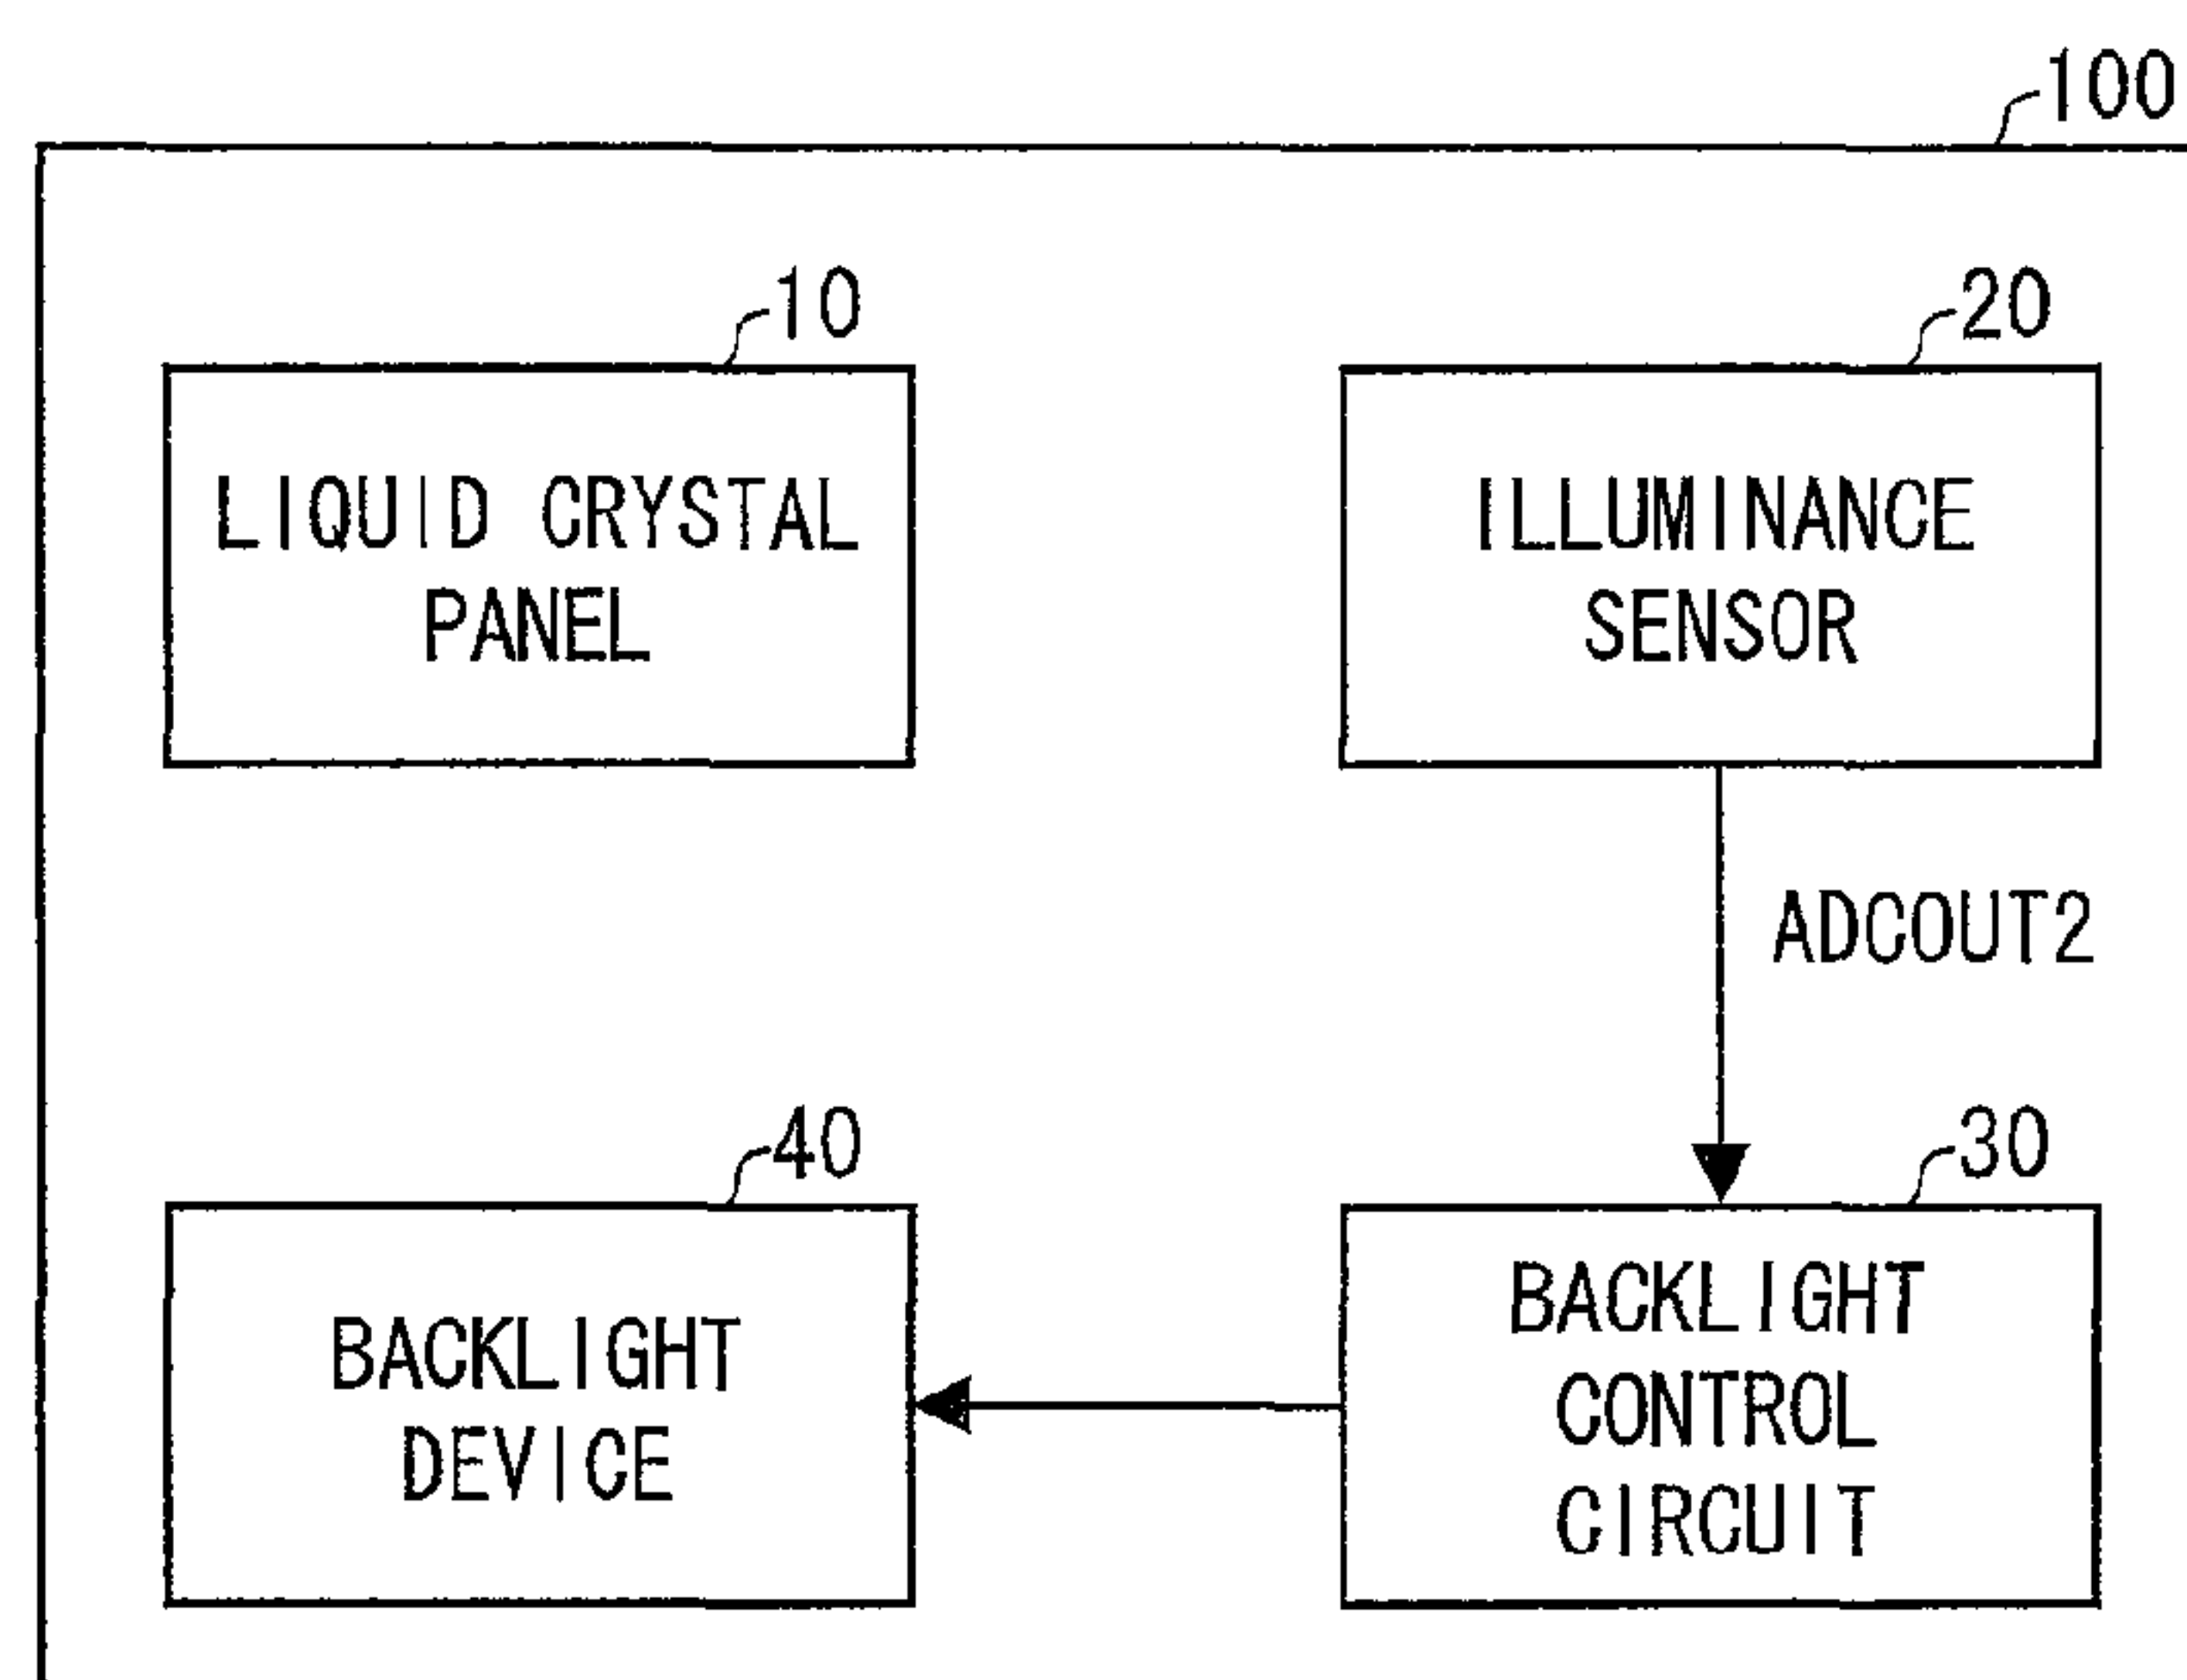 100
10
20
LIQUID CRYSTAL
PANEL
ILLUMINANCE
SENSOR
ADCOUT2
40
30
BACKLIGHT
DEVICE
BACKLIGHT
CONTROL
CIRCUIT